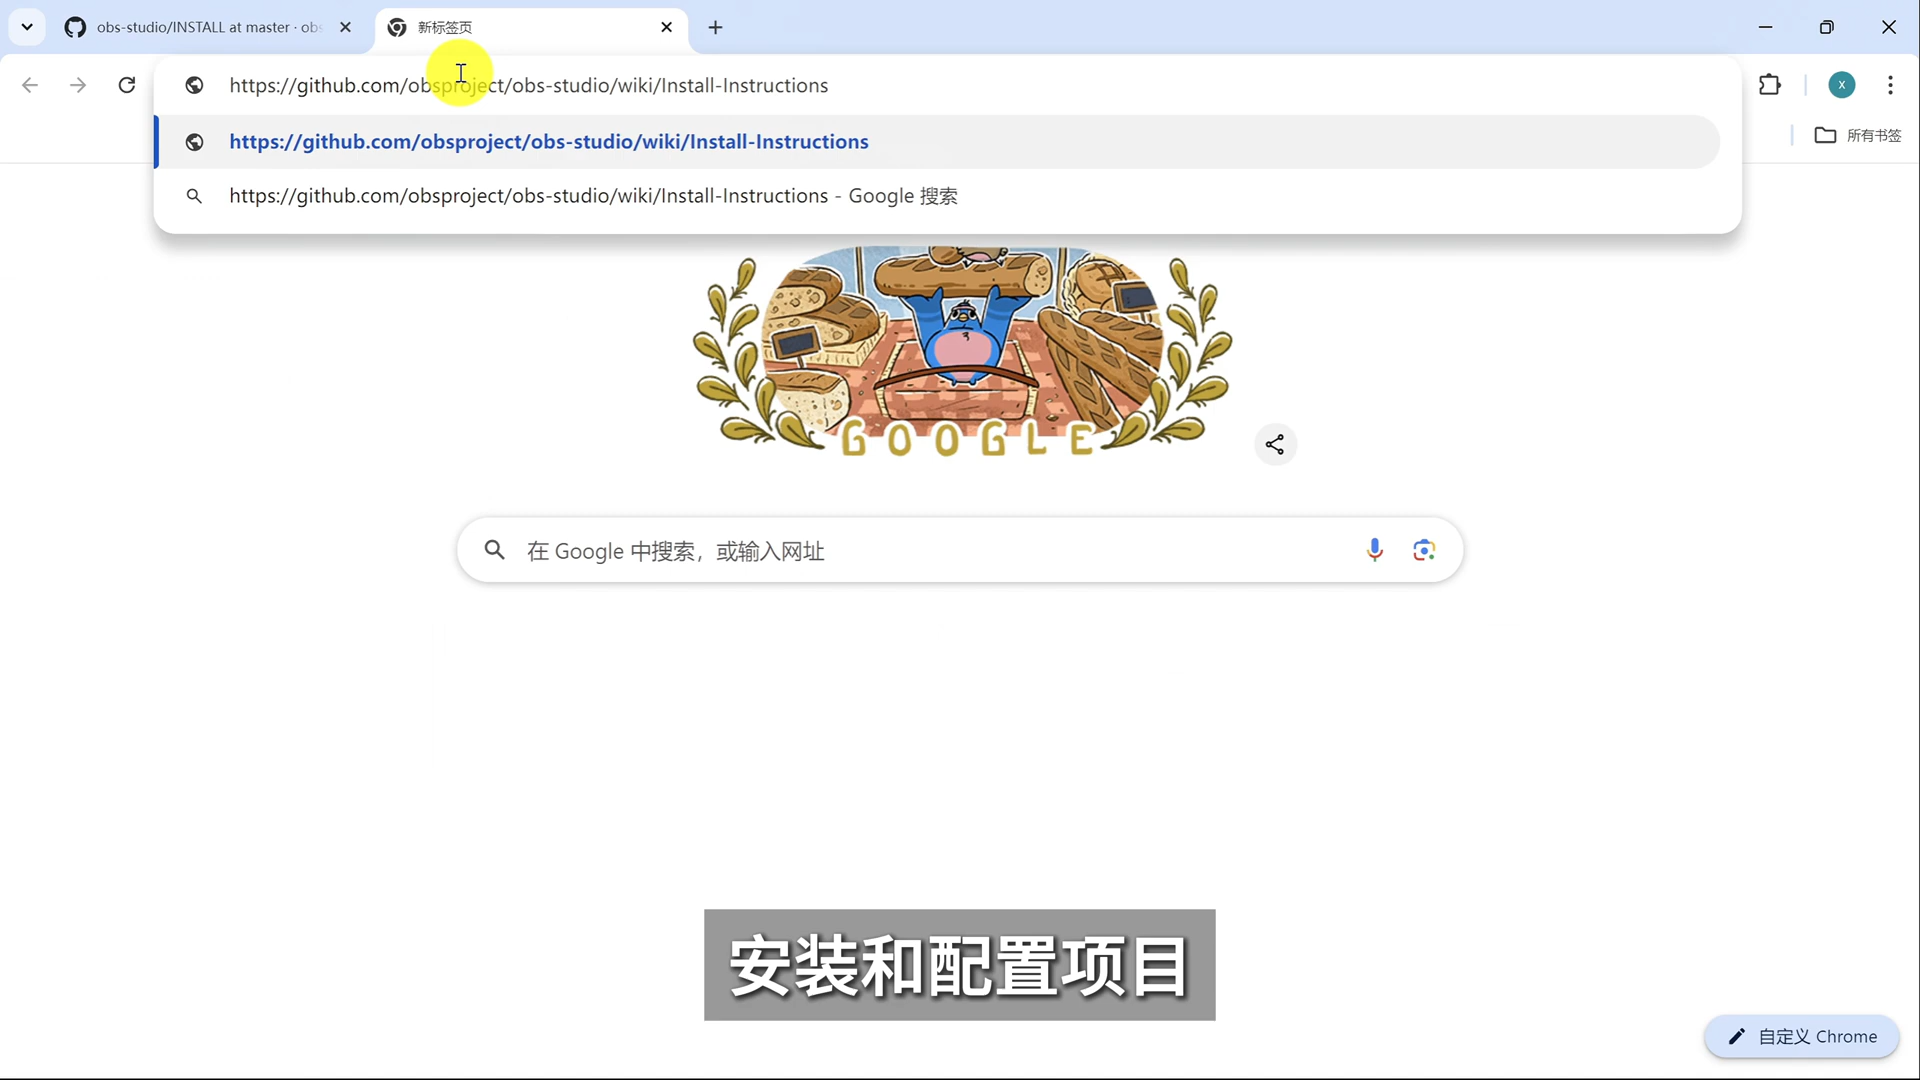 obs-studio/INSTALL at master · obs
新标签页
https://github.com/obsproject/obs-studio/wiki/Install-Instructions
X
https://github.com/obsproject/obs-studio/wiki/Install-Instructions
所有书签
https://github.com/obsproject/obs-studio/wiki/Install-Instructions - Google 搜索
GOOGLE
在 Google 中搜索，或输入网址
安装和配置项目
自定义 Chrome